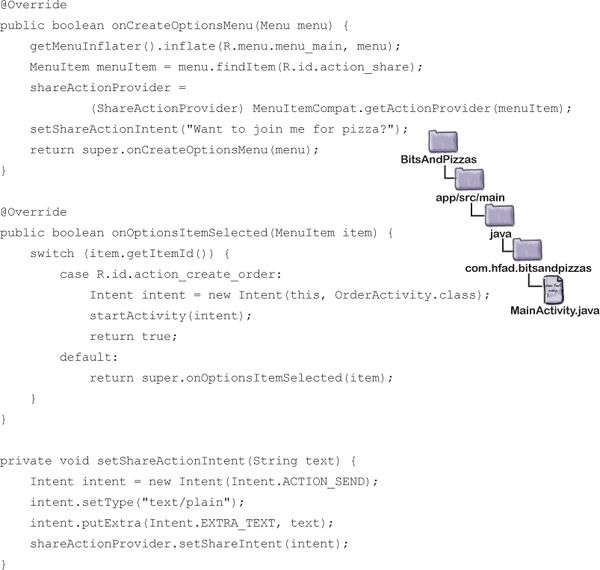 @Override
public boolean onCreateOptionsMenu(Menu menu) {
    getMenuInflater().inflate(R.menu.menu_main, menu);
    MenuItem menuItem = menu.findItem(R.id.action_share);
    shareActionProvider =
            (ShareActionProvider) MenuItemCompat.getActionProvider(menuItem);
    setShareActionIntent("Want to join me for pizza?");
    return super.onCreateOptionsMenu(menu);
}
@Override
public boolean onOptionsItemSelected(MenuItem item) {
    switch (item.getItemId()) {
        case R.id.action_create_order:
            Intent intent = new Intent(this, OrderActivity.class);
            startActivity(intent);
            return true;
        default:
            return super.onOptionsItemSelected(item);
    }
}
private void setShareActionIntent(String text) {
    Intent intent = new Intent(Intent.ACTION_SEND);
    intent.setType("text/plain");
    intent.putExtra(Intent.EXTRA_TEXT, text);
    shareActionProvider.setShareIntent(intent);
}
BitsAndPizzas
app/src/main
java
com.hfad.bitsandpizzas
MainActivity.java